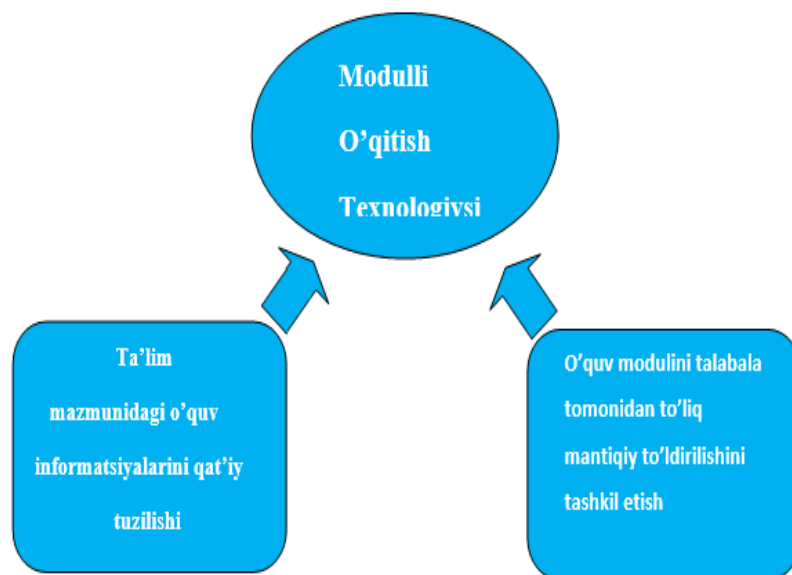 Modulli
O’qitish
Texnologiysi
Ta’lim
mazmunidagi o’quv
informatsiyalarini qat’iy
tuzilishi
O’quv modulini talabala
tomonidan to’liq
mantiqiy to’ldirilishini
tashkil etish